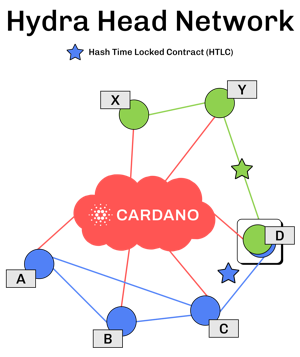 Hydra Head Network
Hash Time Locked Contract (HTLC)
X
Y
CARDANO
D
A
C
B